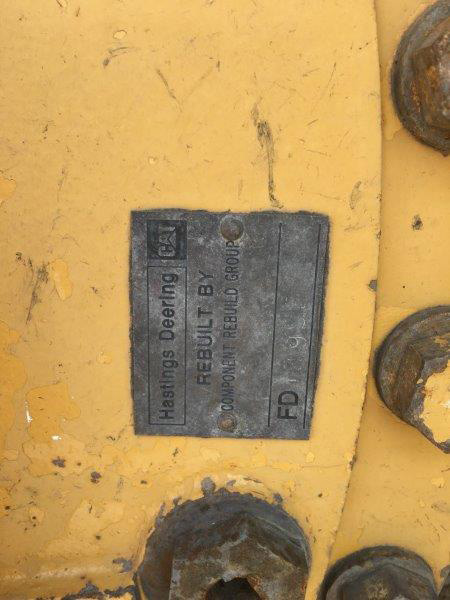 Hastings Deering CAT
REBUILT BY
COMPONENT REBUILD GROUP
FD